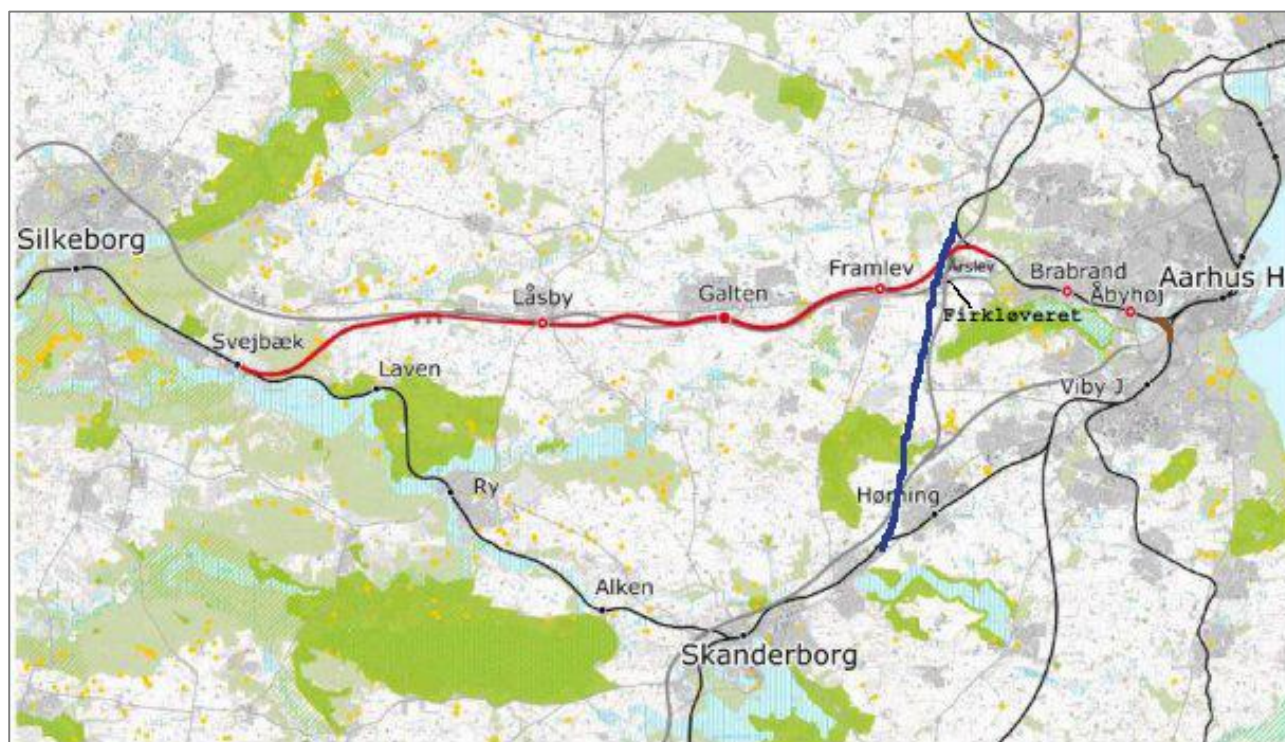 Silkeborg
Svejbæk
Laven
Ry
Alken
Skanderborg
Låsby
Galten
Framlev
Årslev
Firkløveret
Brabrand
Åbyhøj
Aarhus H
Viby J
Hørning